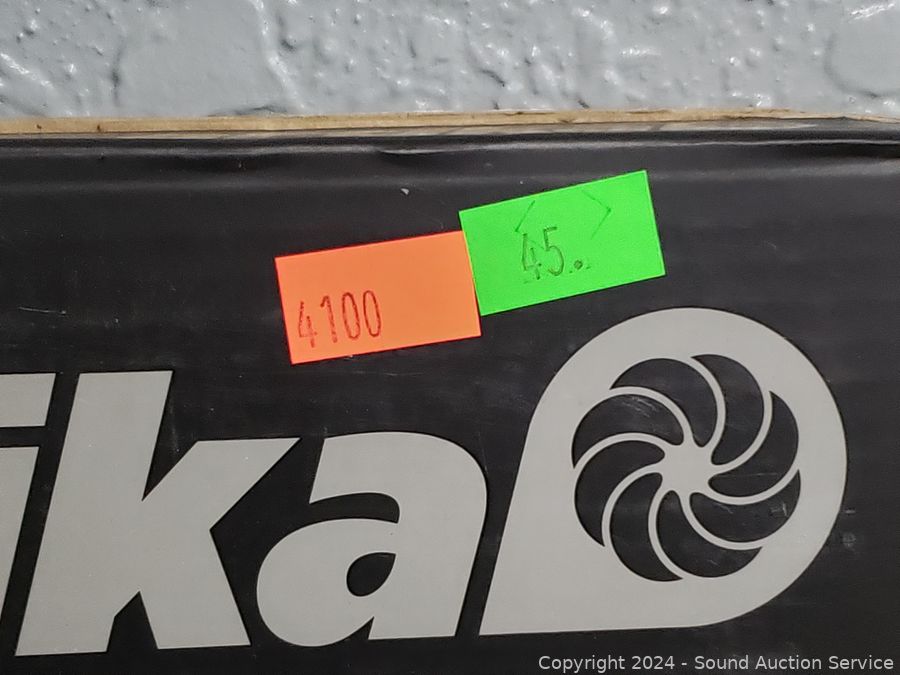 45.
4100
ika
Copyright 2024 - Sound Auction Service